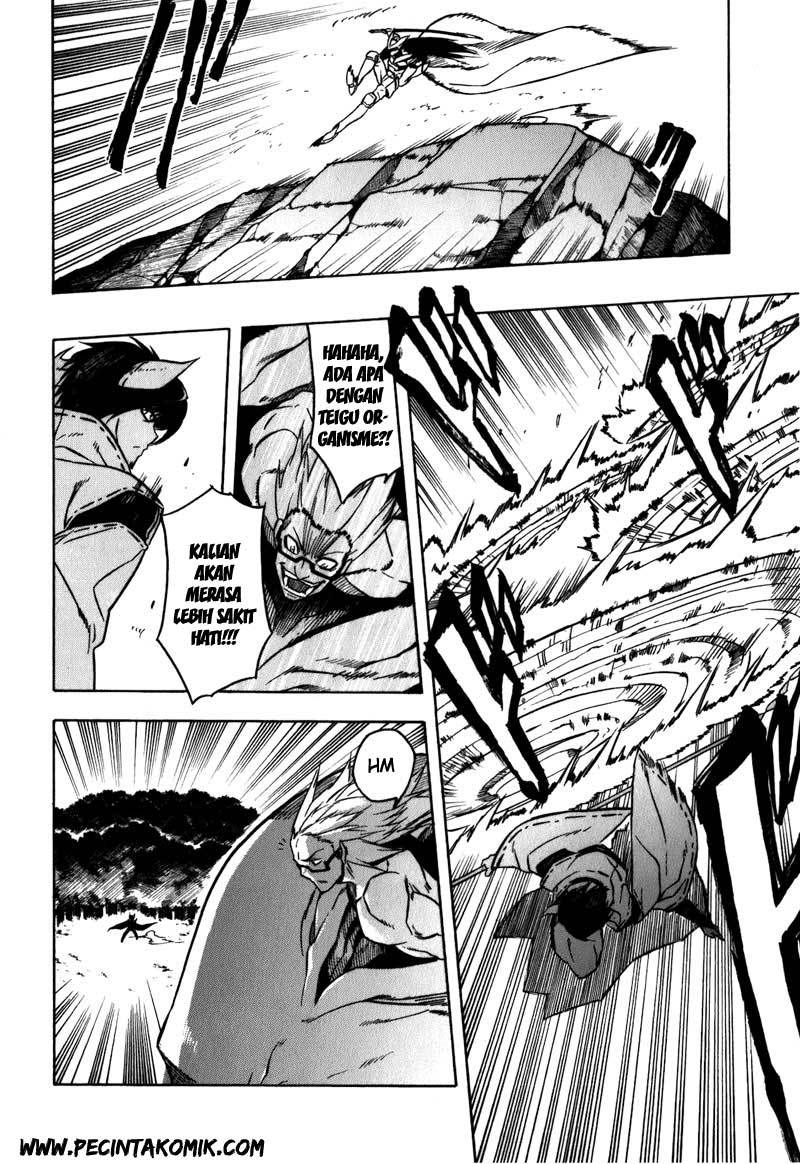 HAHAHA,
ADA APA
DENGAN
TEIGU OR-
GANISME?!
KALIAN
AKAN
MERASA
LEBIH SAKIT
HATI!!!
HM
WWW.PECINTAKOMIK.COM